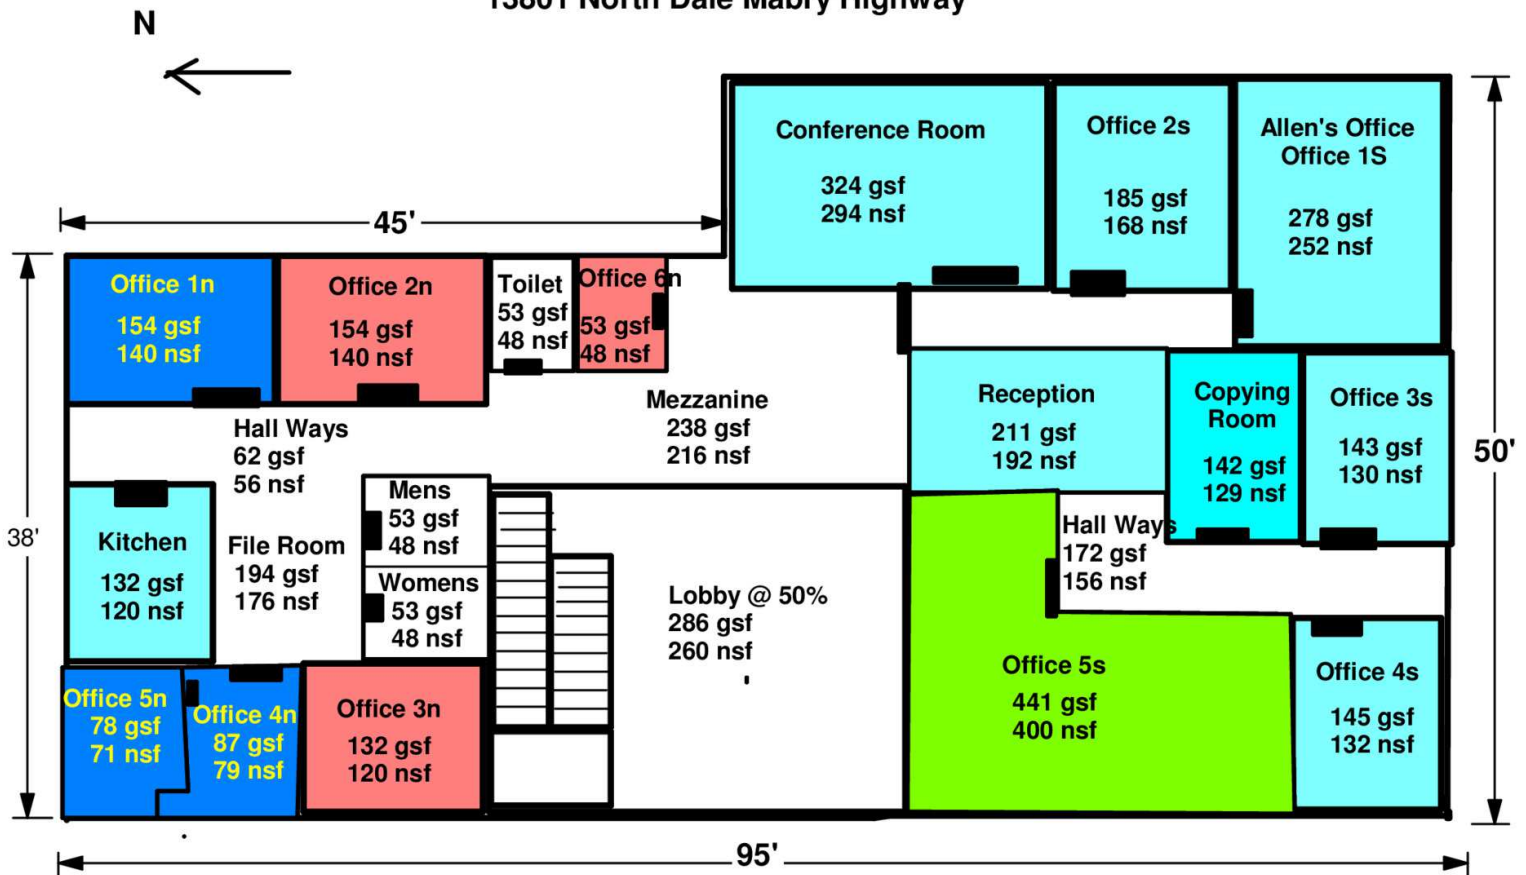 13801 North Dale Mabry Highway
N
45'
Conference Room
324 gsf
294 nsf
Office 2s
185 gsf
168 nsf
Allen's Office
Office 1S
278 gsf
252 nsf
Office 1n
154 gsf
140 nsf
Office 2n
154 gsf
140 nsf
Toilet
53 gsf
48 nsf
Office 6n
53 gsf
48 nsf
Hall Ways
62 gsf
56 nsf
Mezzanine
238 gsf
216 nsf
Reception
211 gsf
192 nsf
Copying
Room
142 gsf
129 nsf
Office 3s
143 gsf
130 nsf
50'
38'
Kitchen
132 gsf
120 nsf
File Room
194 gsf
176 nsf
Mens
53 gsf
48 nsf
Womens
53 gsf
48 nsf
Lobby @ 50%
286 gsf
260 nsf
Hall Ways
172 gsf
156 nsf
Office 5n
78 gsf
71 nsf
Office 4n
87 gsf
79 nsf
Office 3n
132 gsf
120 nsf
Office 5s
441 gsf
400 nsf
Office 4s
145 gsf
132 nsf
95'